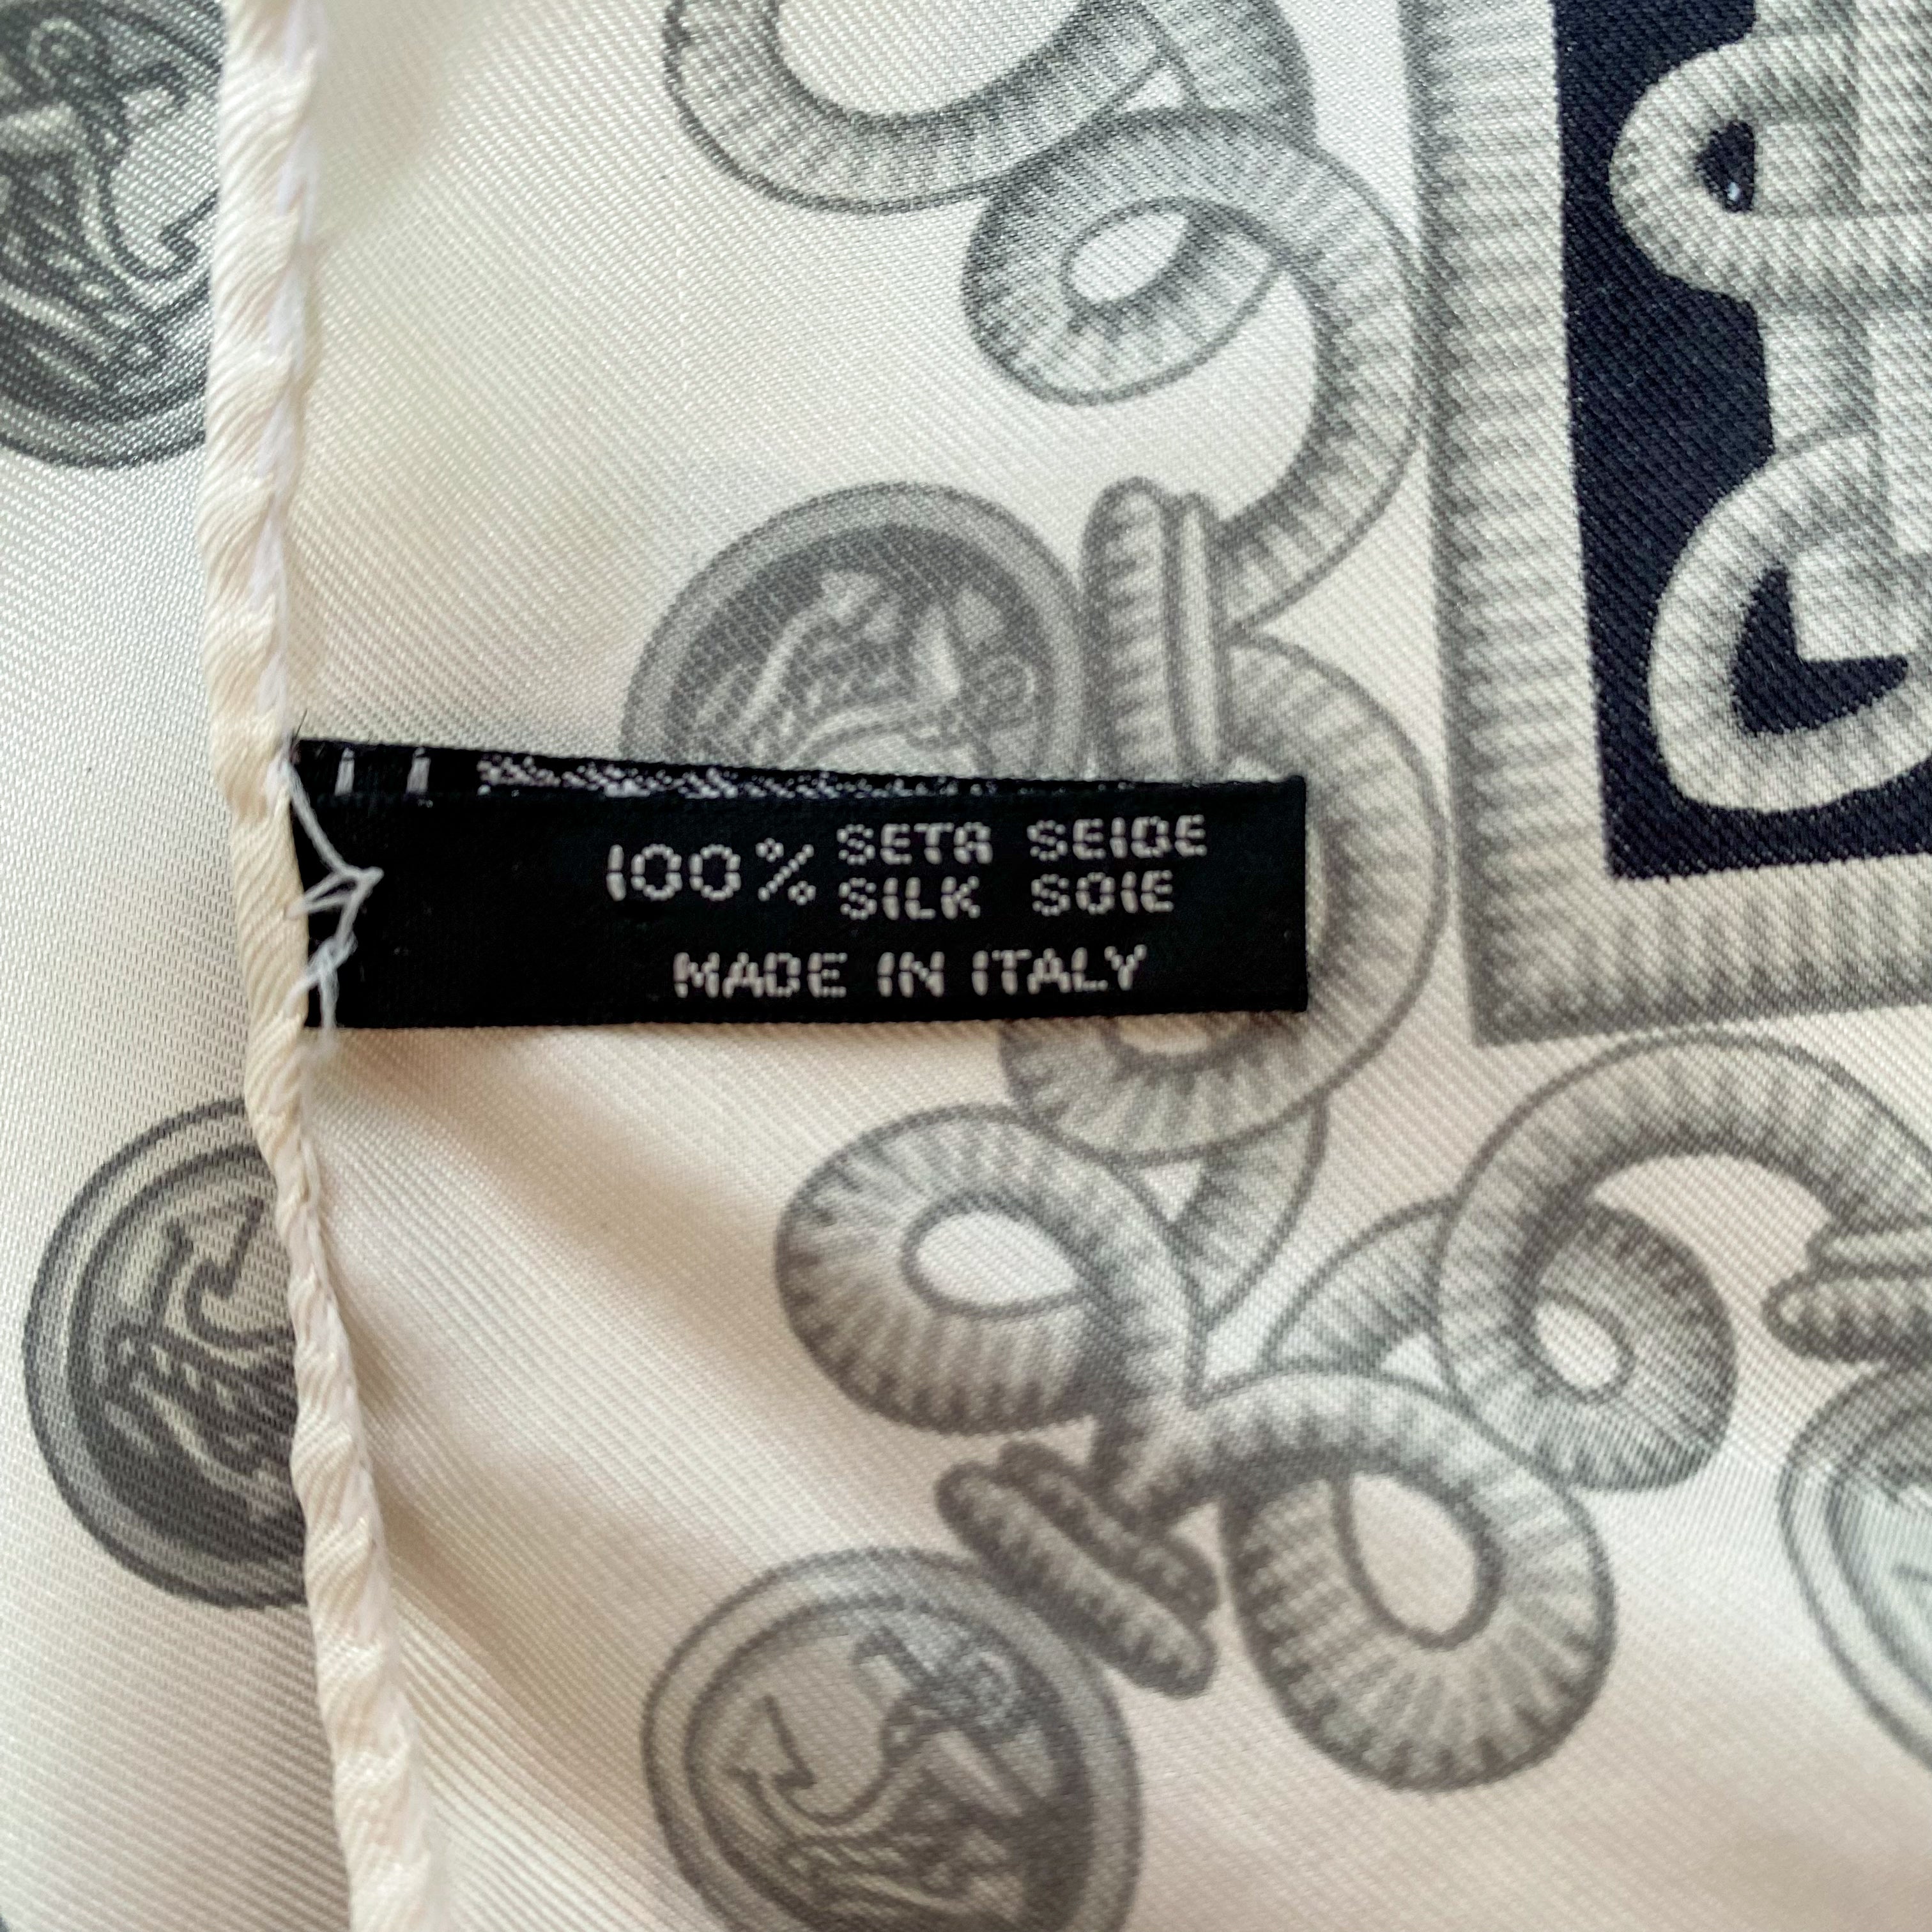 100% SETA SEIDE
SILK SOIE
MADE IN ITALY